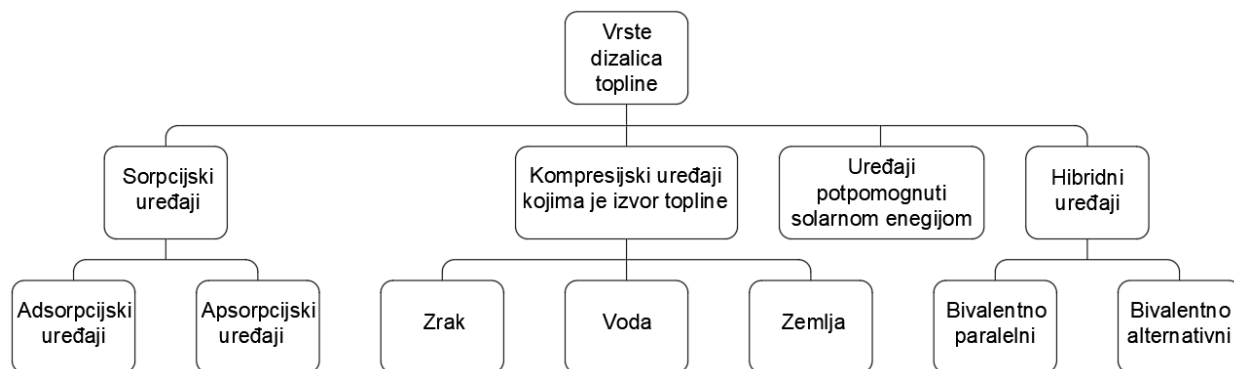 Vrste
dizalica
topline
Sorpcijski
uređaji
Kompresijski uređaji
kojima je izvor topline
Uređaji
potpomognuti
solarnom enegijom
Hibridni
uređaji
Adsorpcijski
uređaji
Apsorpcijski
uređaji
Zrak
Voda
Zemlja
Bivalentno
paralelni
Bivalentno
alternativni